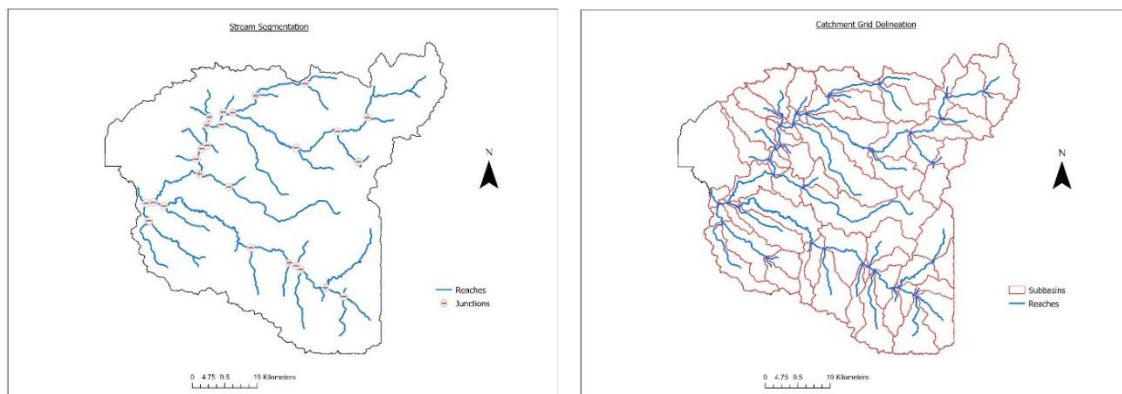 Stream Segmentation
N
Reaches
Junctions
0 4.75 9.5 19 Kilometers
Catchment Grid Delineation
N
Subbasins
Reaches
0 4.75 9.5 19 Kilometers